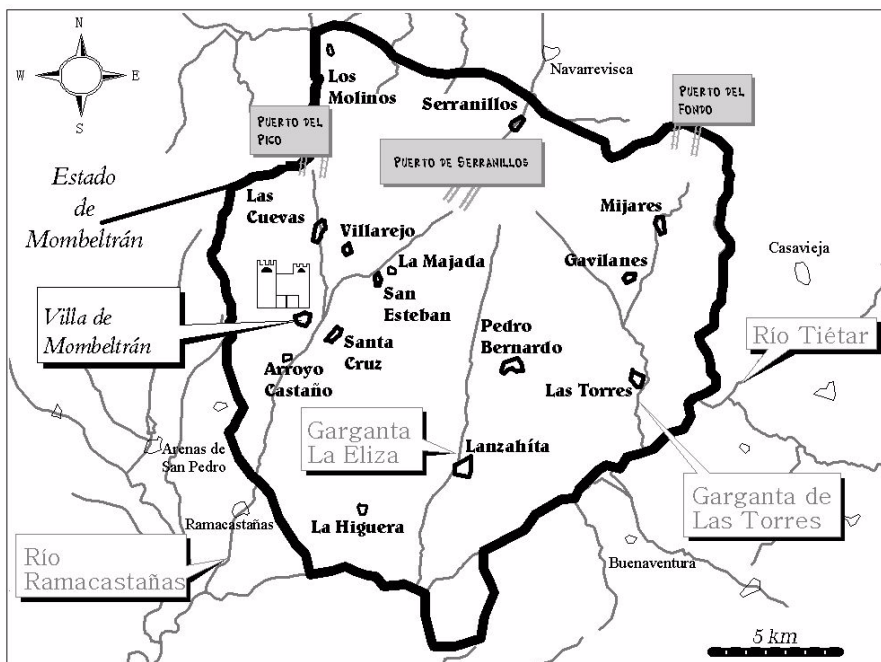 N
W
E
S
Navarrevisca
Los
Molinos
Serranillos
PUERTO DEL
PICO
PUERTO DEL
FONDO
PUERTO DE SERRANILLOS
Estado
de
Mombeltrán
Las
Cuevas
Villarejo
Mijares
La Majada
Gavilanes
Casavieja
San
Esteban
Villa de
Mombeltrán
Santa
Cruz
Pedro
Bernardo
Río Tiétar
Arroyo
Castaño
Las Torres
Arenas de
San Pedro
Garganta
La Eliza
Lanzahíta
Ramacastañas
La Higuera
Garganta de
Las Torres
Río
Ramacastañas
Buenaventura
5 km